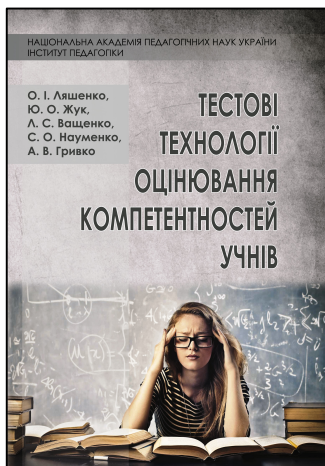 НАЦІОНАЛЬНА АКАДЕМІЯ ПЕДАГОГІЧНИХ НАУК УКРАЇНИ
ІНСТИТУТ ПЕДАГОГІКИ
О. І. Ляшенко,
Ю. О. Жук,
Л. С. Ващенко,
С. О. Науменко,
А. В. Гривко
ТЕСТОВІ
ТЕХНОЛОГІЇ
ОЦІНЮВАННЯ
КОМПЕТЕНТНОСТЕЙ
УЧНІВ